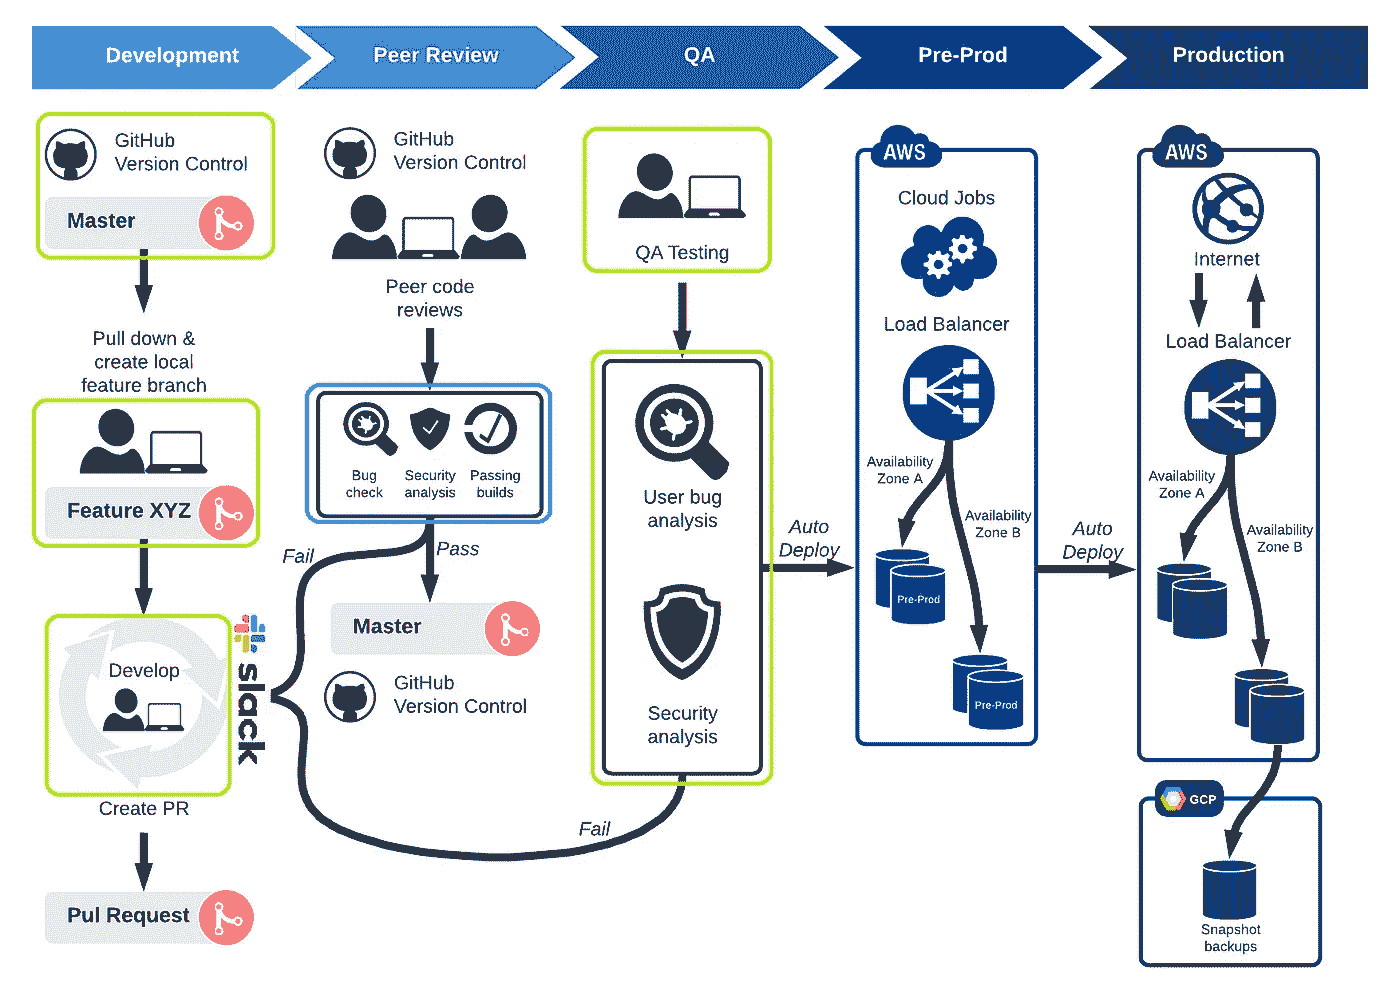 Development
Peer Review
QA
Pre-Prod
Production
GitHub
Version Control
Master
Pull down &
create local
feature branch
Feature XYZ
Develop
slack
Create PR
Pul Request
GitHub
Version Control
Peer code
reviews
Bug
check
Security
analysis
Passing
builds
Fail
Pass
Master
GitHub
Version Control
Fail
QA Testing
User bug
analysis
Security
analysis
Auto
Deploy
AWS
Cloud Jobs
Load Balancer
Availability
Zone A
Availability
Zone B
Pre-Prod
Pre-Prod
Auto
Deploy
AWS
Internet
Load Balancer
Availability
Zone A
Availability
Zone B
GCP
Snapshot
backups